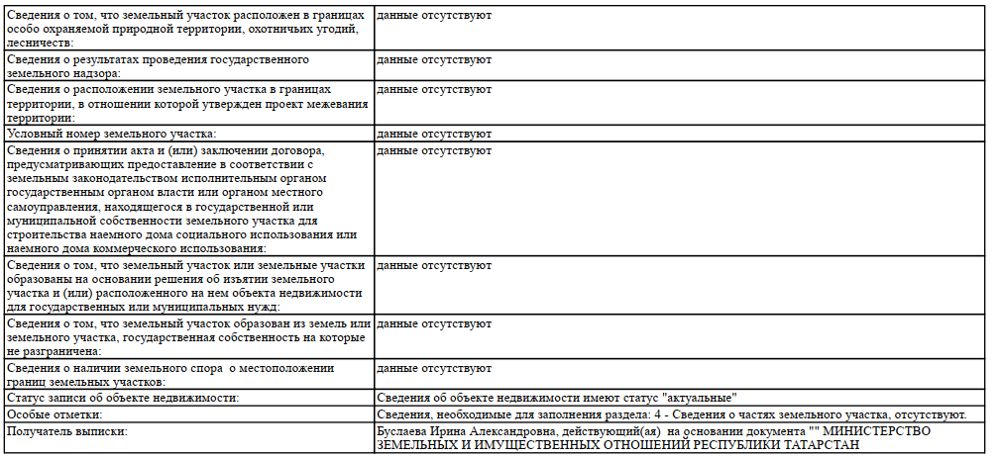 Сведения о том, что земельный участок расположен в границах
особо охраняемой природной территории, охотничьих угодий,
лесничеств:
данные отсутствуют
Сведения о результатах проведения государственного
земельного надзора:
данные отсутствуют
Сведения о расположении земельного участка в границах
территории, в отношении которой утвержден проект межевания
территории:
данные отсутствуют
Условный номер земельного участка:
данные отсутствуют
Сведения о принятии акта и (или) заключении договора,
предусматривающих предоставление в соответствии с
земельным законодательством исполнительным органом
государственным органом власти или органом местного
самоуправления, находящегося в государственной или
муниципальной собственности земельного участка для
строительства наемного дома социального использования или
наемного дома коммерческого использования:
данные отсутствуют
Сведения о том, что земельный участок или земельные участки
образованы на основании решения об изъятии земельного
участка и (или) расположенного на нем объекта недвижимости
для государственных или муниципальных нужд:
данные отсутствуют
Сведения о том, что земельный участок образован из земель или
земельного участка, государственная собственность на которые
не разграничена:
данные отсутствуют
Сведения о наличии земельного спора о местоположении
границ земельных участков:
данные отсутствуют
Статус записи об объекте недвижимости:
Сведения об объекте недвижимости имеют статус "актуальные"
Особые отметки:
Сведения, необходимые для заполнения раздела: 4 - Сведения о частях земельного участка, отсутствуют.
Получатель выписки:
Буслаева Ирина Александровна, действующий(ая) на основании документа "" МИНИСТЕРСТВО
ЗЕМЕЛЬНЫХ И ИМУЩЕСТВЕННЫХ ОТНОШЕНИЙ РЕСПУБЛИКИ ТАТАРСТАН